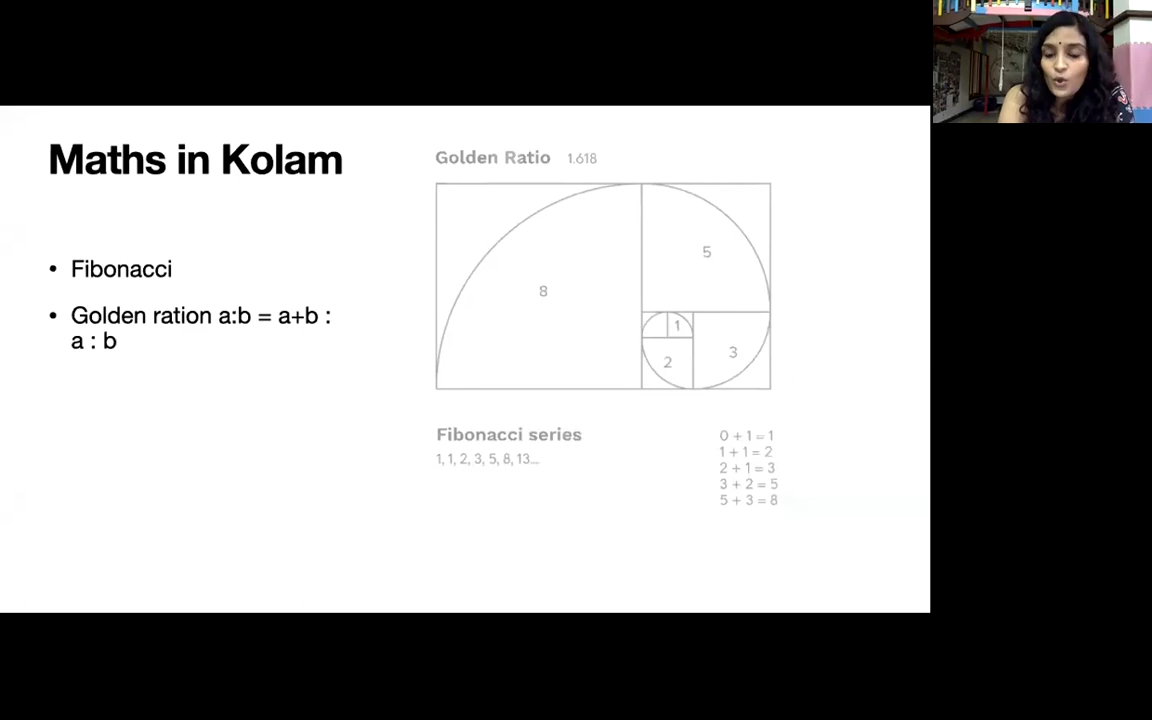 Maths in Kolam
• Fibonacci
• Golden ration a:b = a+b :
a : b
Golden Ratio 1.618
8
5
1
2
3
Fibonacci series
1, 1, 2, 3, 5, 8, 13...
0 + 1 = 1
1 + 1 = 2
2 + 1 = 3
3 + 2 = 5
5 + 3 = 8